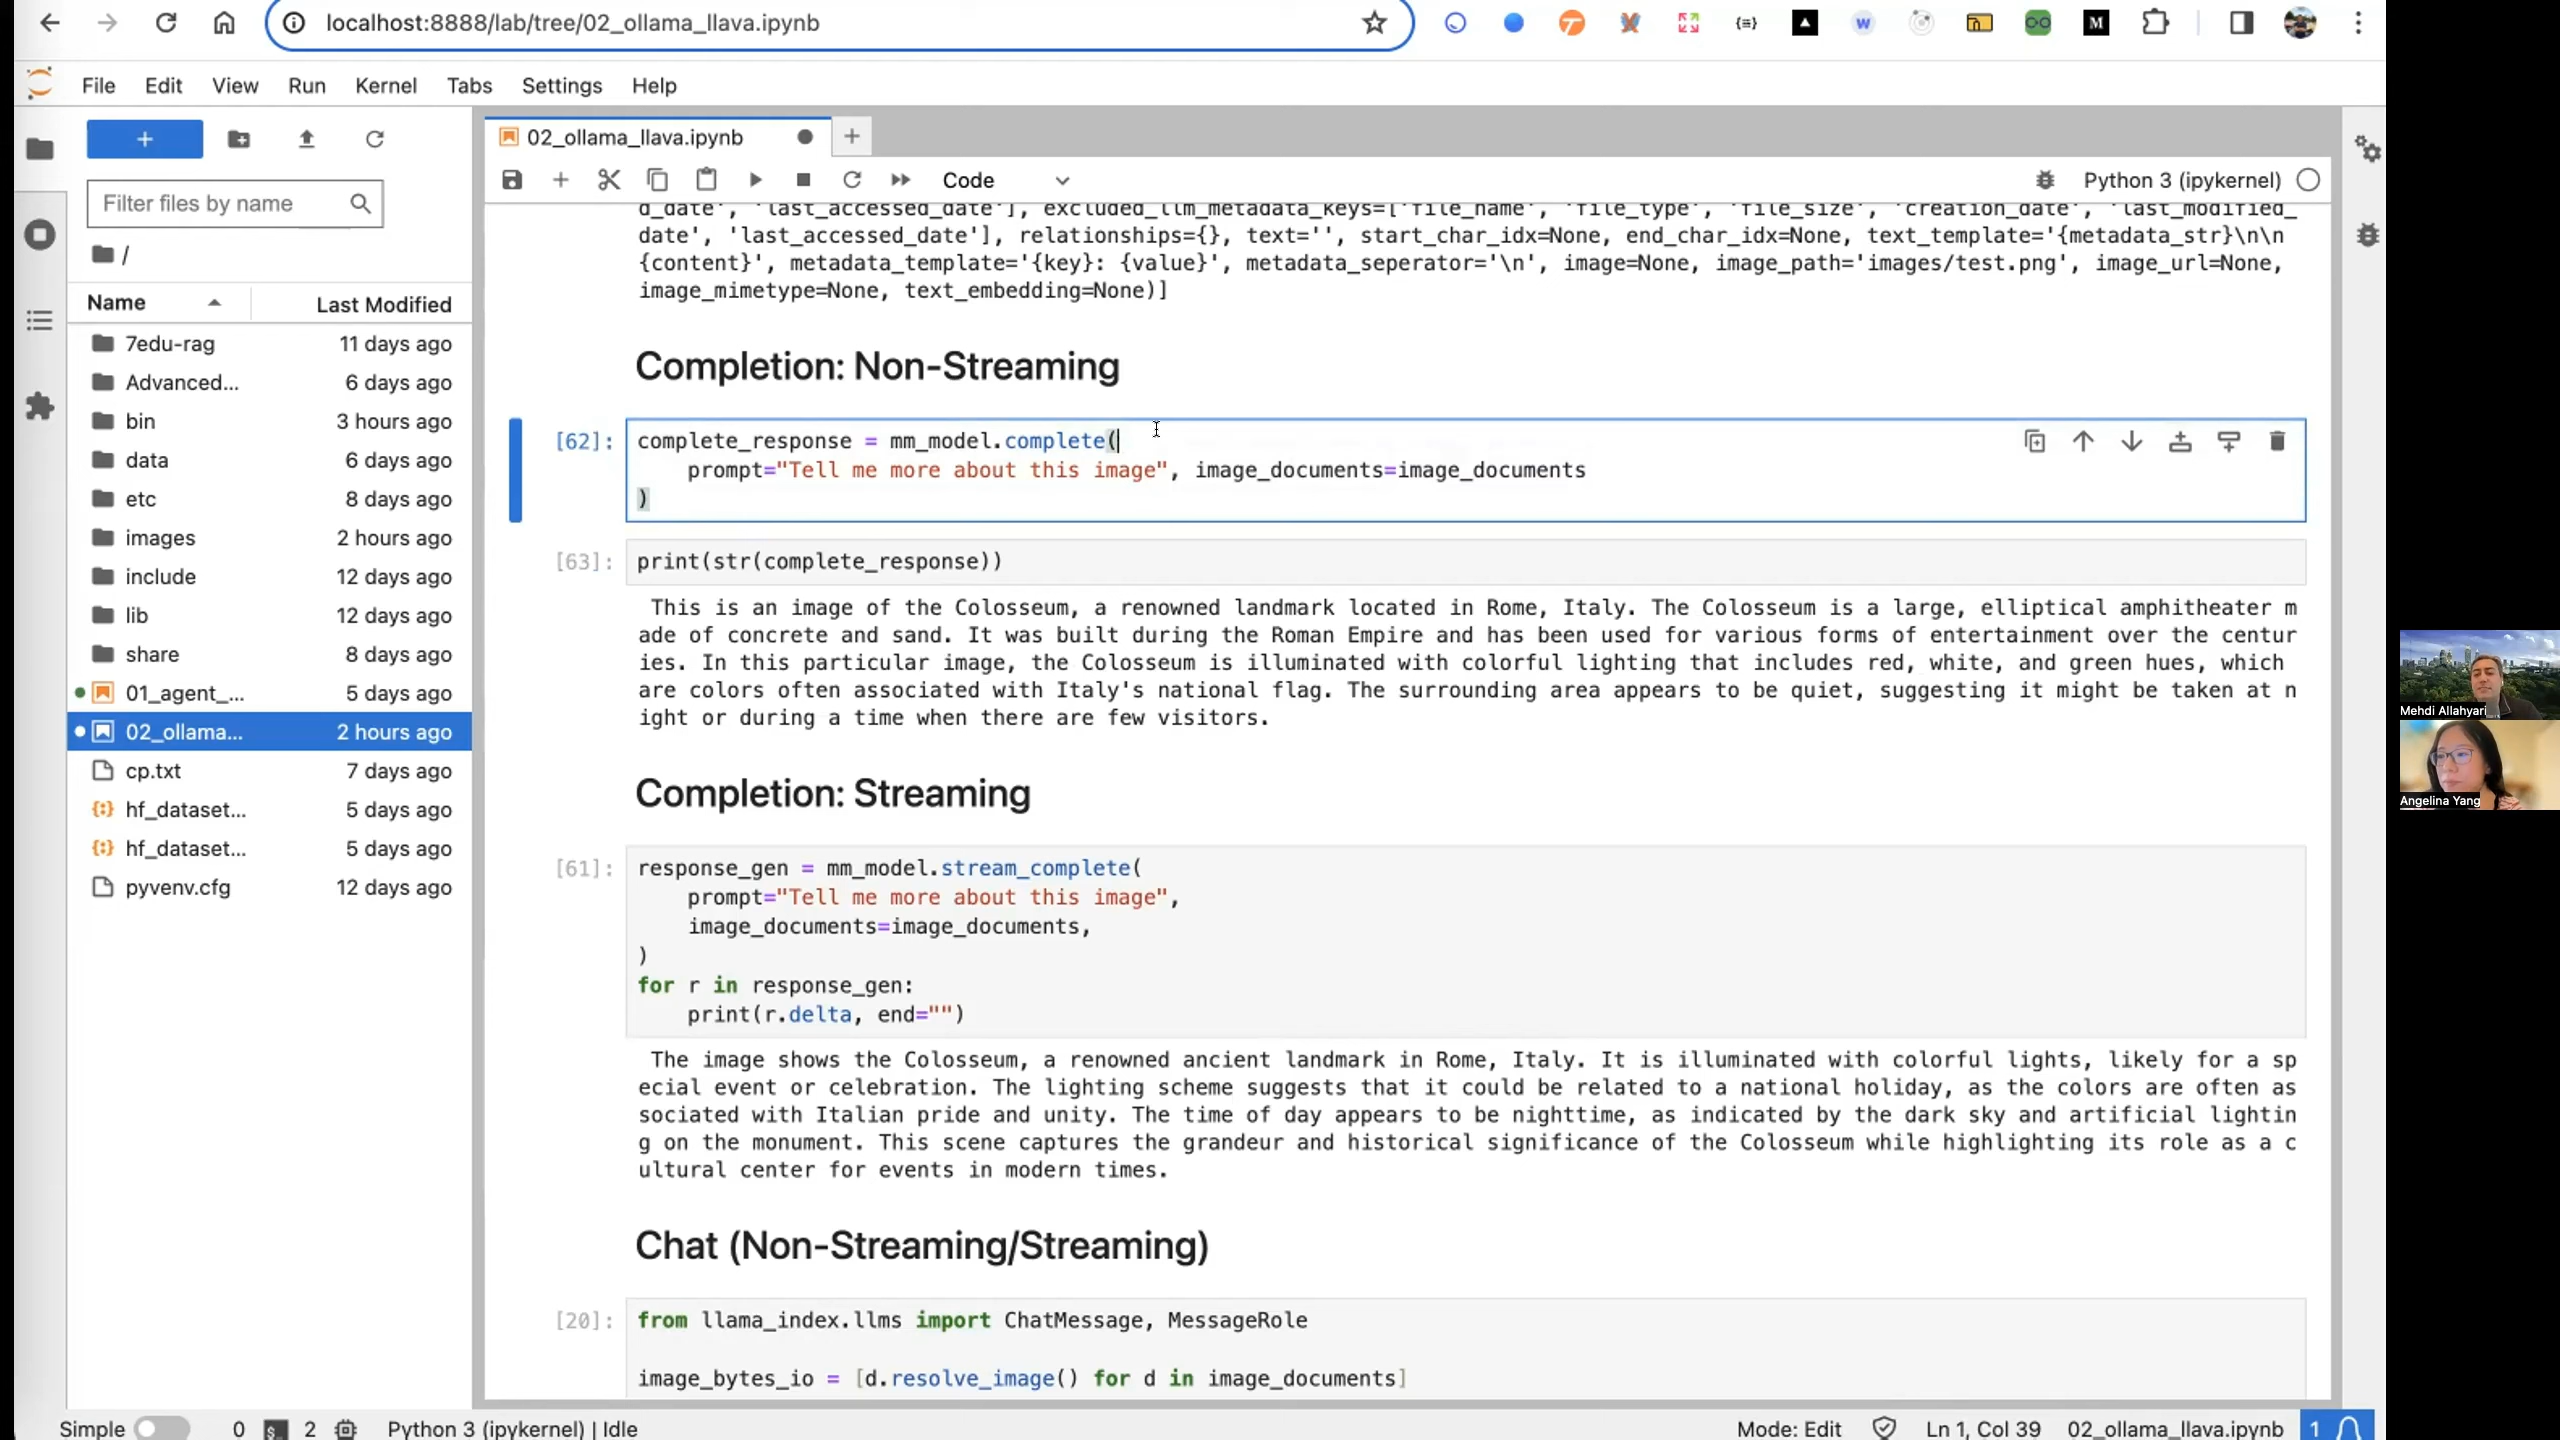 localhost:8888/lab/tree/02_ollama_llava.ipynb
File Edit View Run Kernel Tabs Settings Help
Filter files by name
/
Name Last Modified
7edu-rag 11 days ago
Advanced... 6 days ago
bin 3 hours ago
data 6 days ago
etc 8 days ago
images 2 hours ago
include 12 days ago
lib 12 days ago
share 8 days ago
01_agent_... 5 days ago
02_ollama... 2 hours ago
cp.txt 7 days ago
hf_dataset... 5 days ago
hf_dataset... 5 days ago
pyvenv.cfg 12 days ago
02_ollama_llava.ipynb
Code
Python 3 (ipykernel)
d_date', 'last_accessed_date'], excluded_llm_metadata_keys=['file_name', 'file_type', 'file_size', 'creation_date', 'last_modified_
date', 'last_accessed_date'], relationships={}, text='', start_char_idx=None, end_char_idx=None, text_template='{metadata_str}\n\n
{content}', metadata_template='{key}: {value}', metadata_seperator='\n', image=None, image_path='images/test.png', image_url=None,
image_mimetype=None, text_embedding=None)]
Completion: Non-Streaming
[62]: complete_response = mm_model.complete(
prompt="Tell me more about this image", image_documents=image_documents
)
[63]: print(str(complete_response))
This is an image of the Colosseum, a renowned landmark located in Rome, Italy. The Colosseum is a large, elliptical amphitheater m
ade of concrete and sand. It was built during the Roman Empire and has been used for various forms of entertainment over the centur
ies. In this particular image, the Colosseum is illuminated with colorful lighting that includes red, white, and green hues, which
are colors often associated with Italy's national flag. The surrounding area appears to be quiet, suggesting it might be taken at n
ight or during a time when there are few visitors.
Completion: Streaming
[61]: response_gen = mm_model.stream_complete(
prompt="Tell me more about this image",
image_documents=image_documents,
)
for r in response_gen:
print(r.delta, end="")
The image shows the Colosseum, a renowned ancient landmark in Rome, Italy. It is illuminated with colorful lights, likely for a sp
ecial event or celebration. The lighting scheme suggests that it could be related to a national holiday, as the colors are often as
sociated with Italian pride and unity. The time of day appears to be nighttime, as indicated by the dark sky and artificial lightin
g on the monument. This scene captures the grandeur and historical significance of the Colosseum while highlighting its role as a c
ultural center for events in modern times.
Chat (Non-Streaming/Streaming)
[20]: from llama_index.llms import ChatMessage, MessageRole
image_bytes_io = [d.resolve_image() for d in image_documents]
Simple 0 2 Python 3 (ipykernel) | Idle Mode: Edit Ln 1, Col 39 02_ollama_llava.ipynb 1
Mehdi Allahyari
Angelina Yang